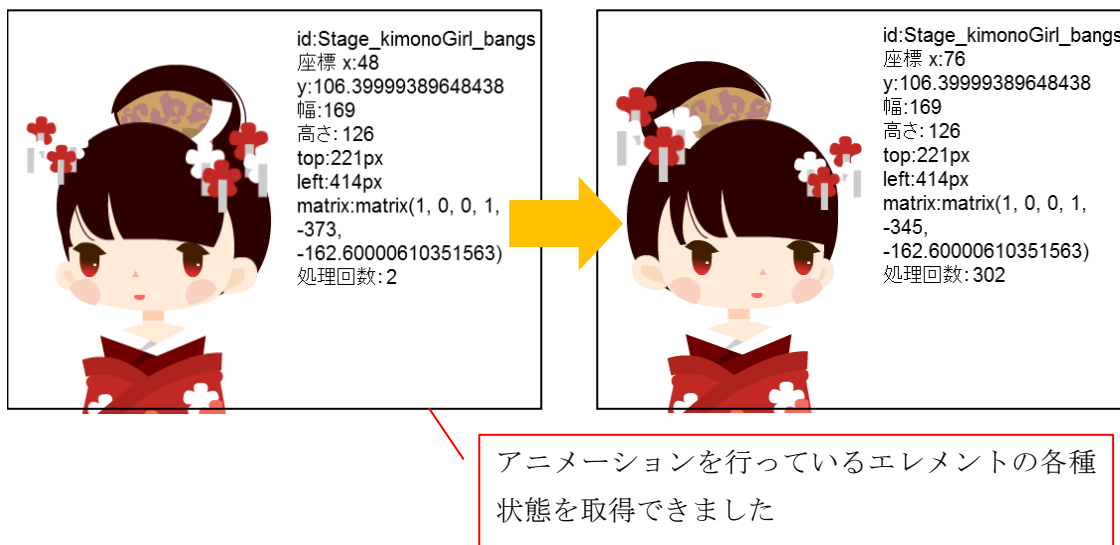 id:Stage_kimonoGirl_bangs
座標 x:48
y:106.39999389648438
幅:169
高さ:126
top:221px
left:414px
matrix:matrix(1, 0, 0, 1,
-373,
-162.60000610351563)
処理回数:2
id:Stage_kimonoGirl_bangs
座標 x:76
y:106.39999389648438
幅:169
高さ:126
top:221px
left:414px
matrix:matrix(1, 0, 0, 1,
-345,
-162.60000610351563)
処理回数:302
アニメーションを行っているエレメントの各種
状態を取得できました